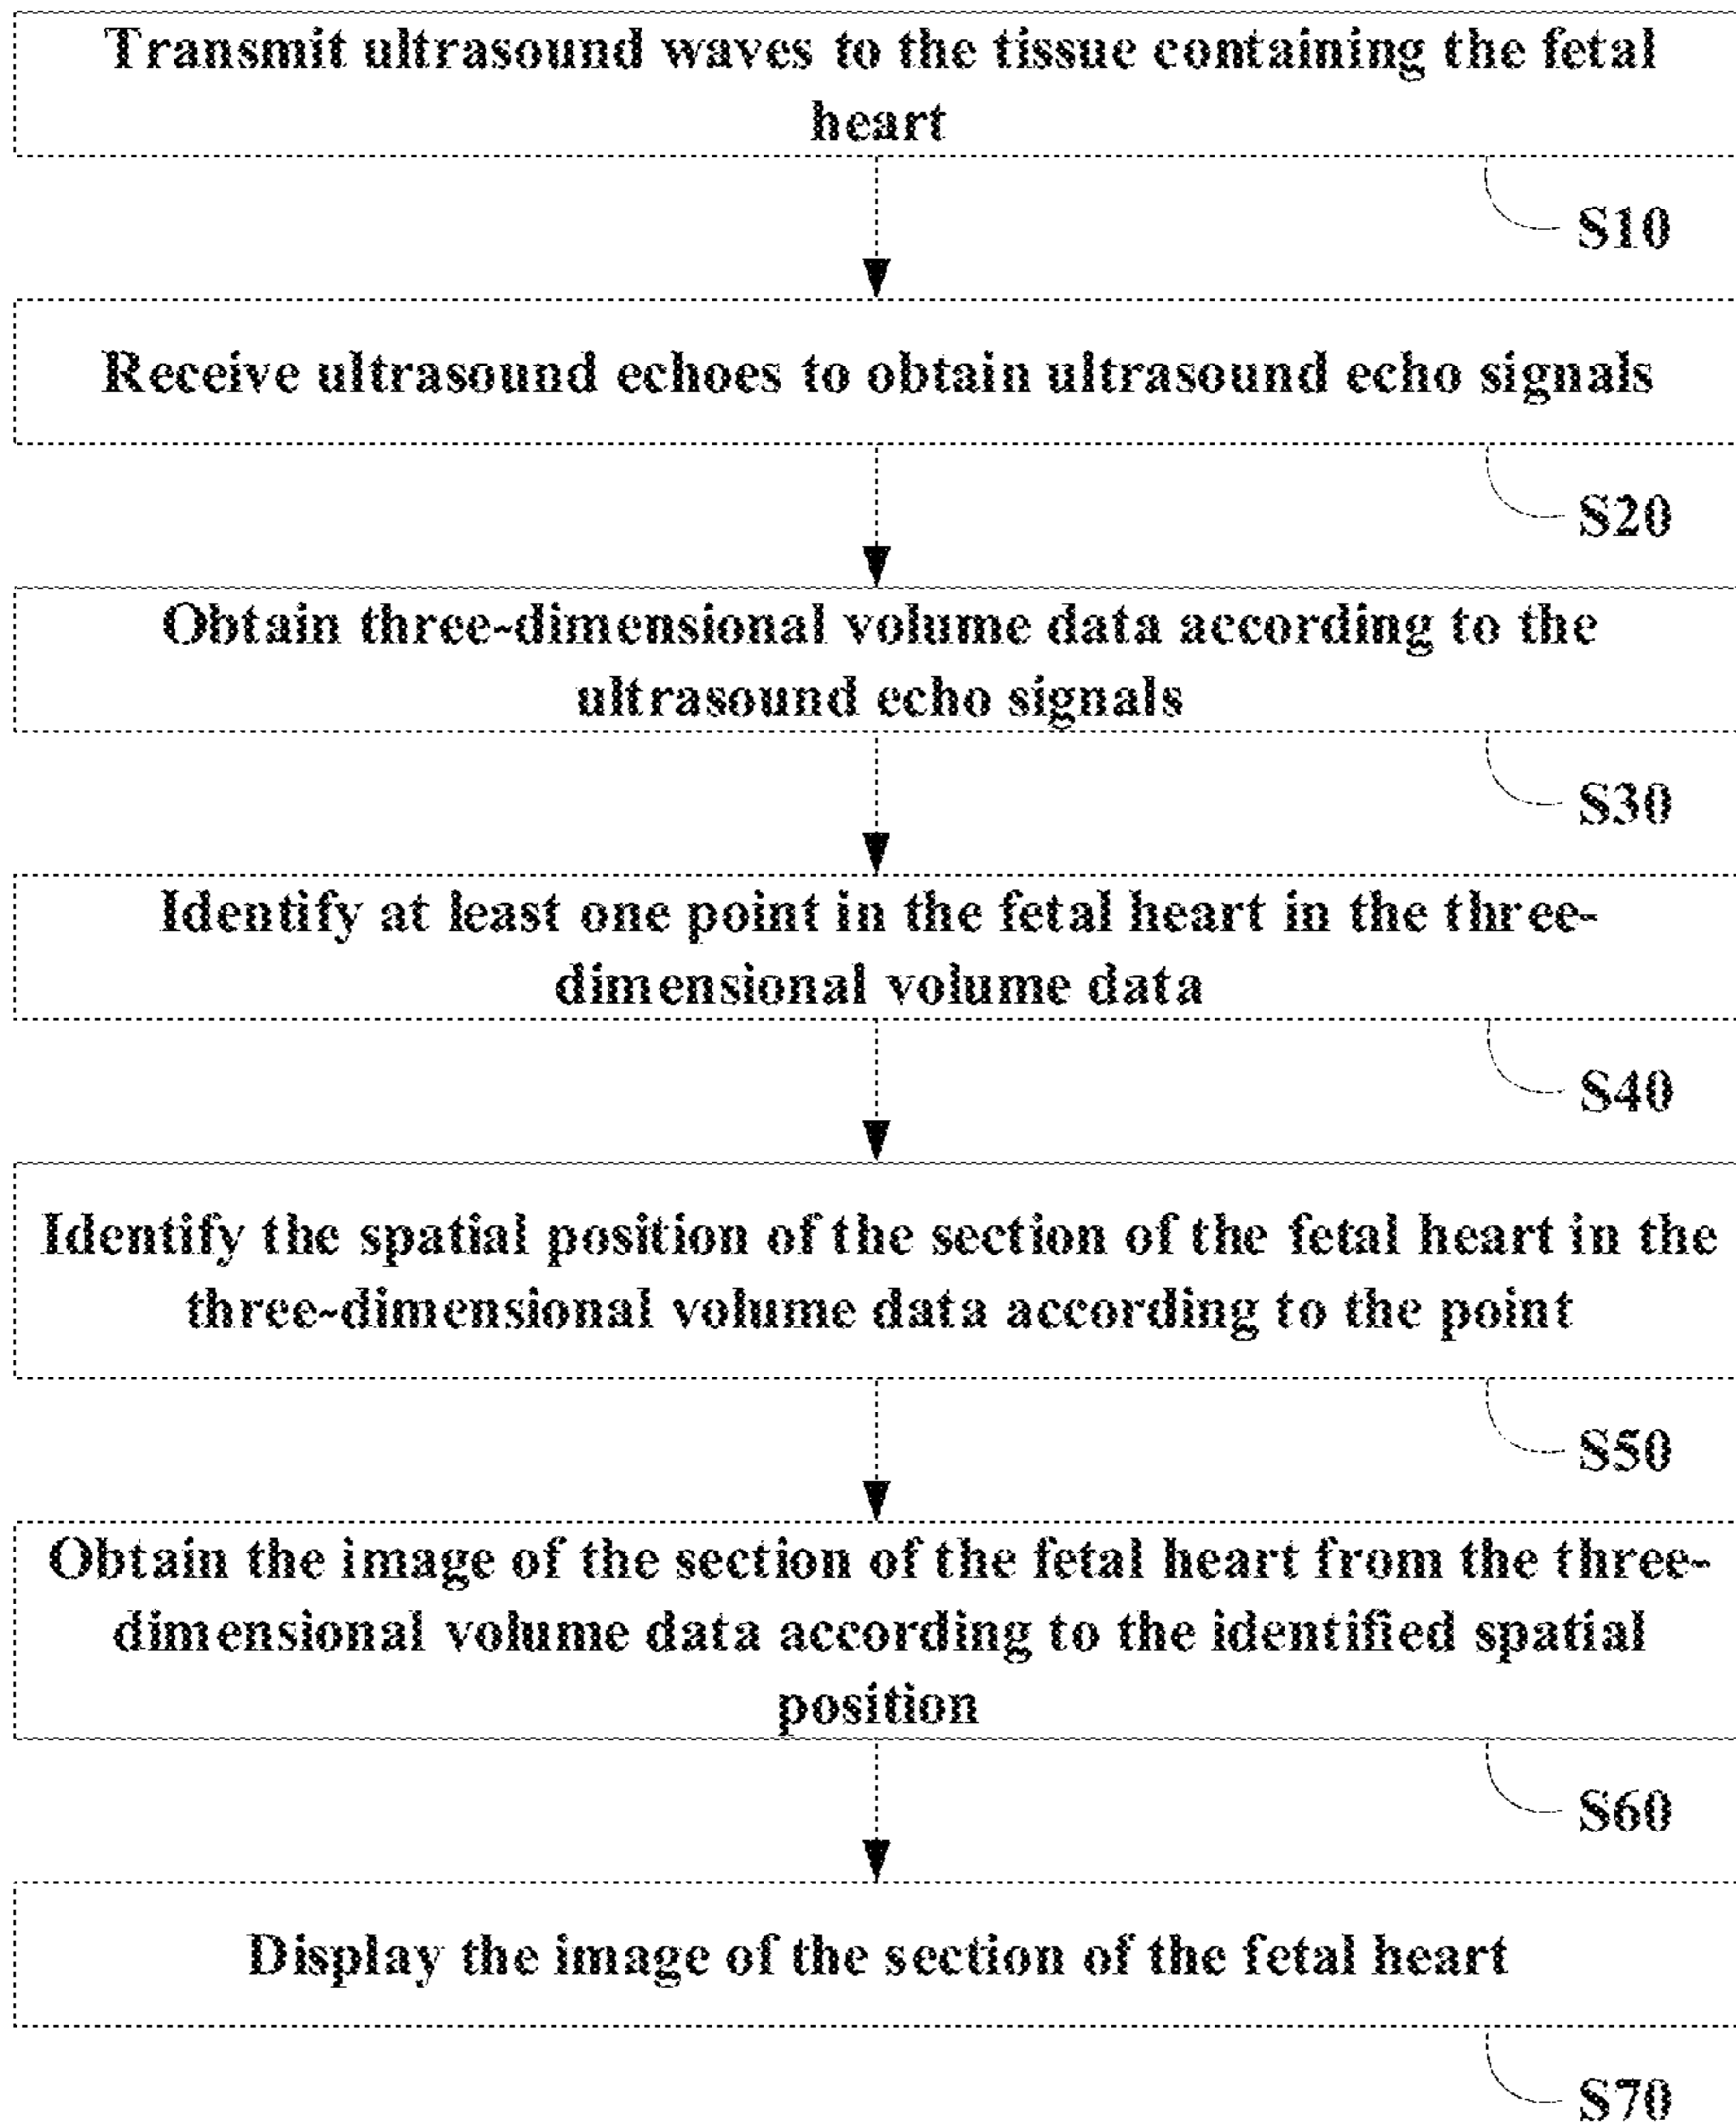 Transmit ultrasound waves to the tissue containing the fetal
heart
S10
Receive ultrasound echoes to obtain ultrasound echo signals
S20
Obtain three-dimensional volume data according to the
ultrasound echo signals
S30
Identify at least one point in the fetal heart in the three-
dimensional volume data
S40
Identify the spatial position of the section of the fetal heart in the
three-dimensional volume data according to the point
S50
Obtain the image of the section of the fetal heart from the three-
dimensional volume data according to the identified spatial
position
S60
Display the image of the section of the fetal heart
S70